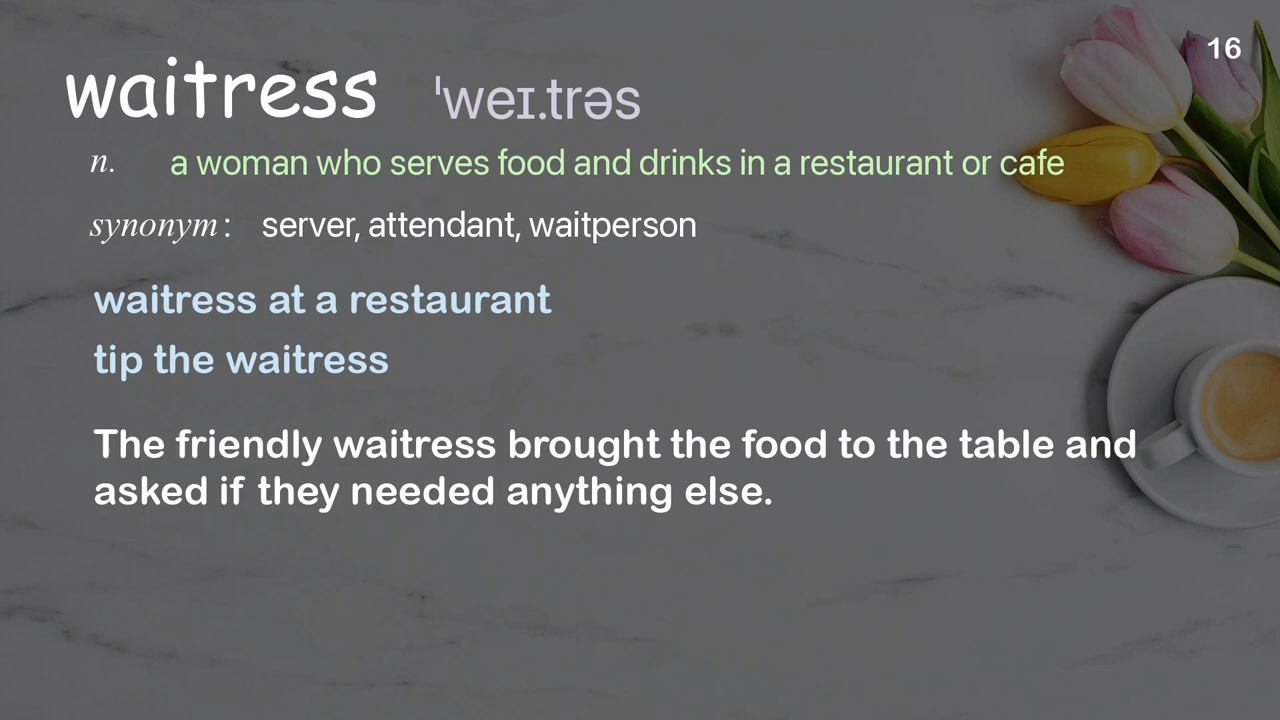 16
waitress ˈweɪ.trəs
n. a woman who serves food and drinks in a restaurant or cafe
synonym: server, attendant, waitperson
waitress at a restaurant
tip the waitress
The friendly waitress brought the food to the table and
asked if they needed anything else.